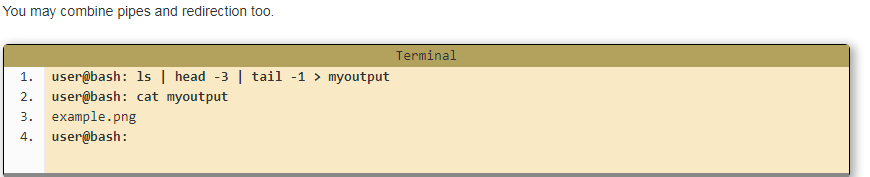 You may combine pipes and redirection too.
Terminal
1. user@bash: ls | head -3 | tail -1 > myoutput
2. user@bash: cat myoutput
3. example.png
4. user@bash: